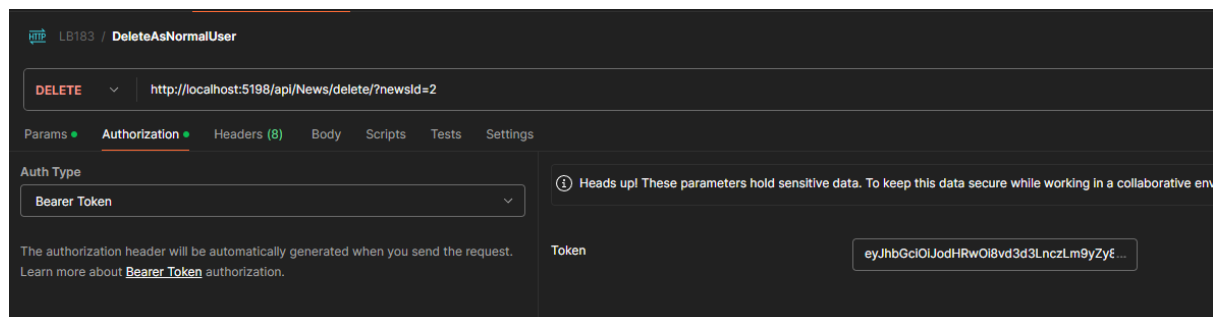 HTTP LB183 / DeleteAsNormalUser
DELETE http://localhost:5198/api/News/delete/?newsId=2
Params Authorization Headers (8) Body Scripts Tests Settings
Auth Type
Bearer Token
The authorization header will be automatically generated when you send the request.
Learn more about Bearer Token authorization.
Heads up! These parameters hold sensitive data. To keep this data secure while working in a collaborative env
Token eyJhbGciOiJodHRwOi8vd3d3LnczLm9yZy8...